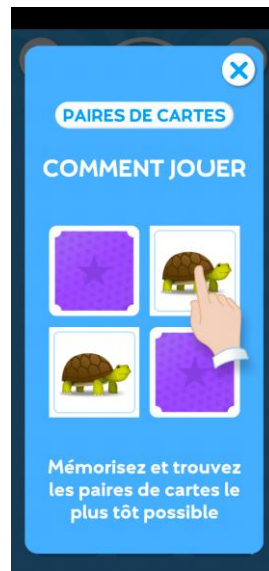 PAIRES DE CARTES
COMMENT JOUER
Mémorisez et trouvez
les paires de cartes le
plus tôt possible